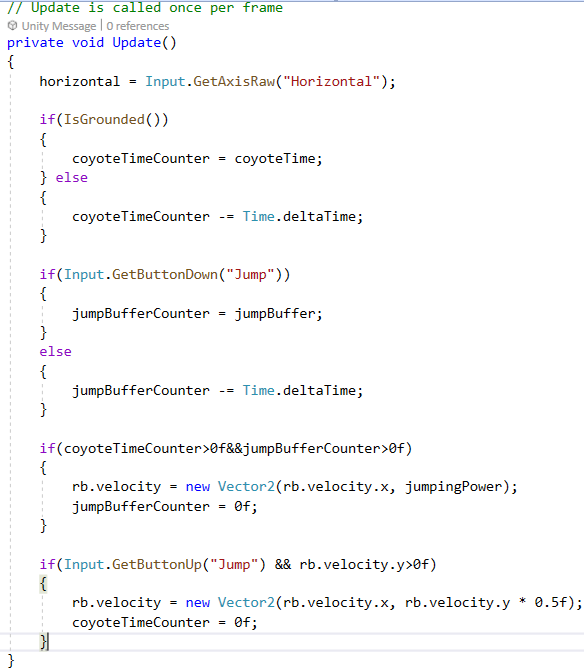 // Update is called once per frame
Unity Message | 0 references
private void Update()
{
    horizontal = Input.GetAxisRaw("Horizontal");

    if(IsGrounded())
    {
        coyoteTimeCounter = coyoteTime;
    } else
    {
        coyoteTimeCounter -= Time.deltaTime;
    }

    if(Input.GetButtonDown("Jump"))
    {
        jumpBufferCounter = jumpBuffer;
    }
    else
    {
        jumpBufferCounter -= Time.deltaTime;
    }

    if(coyoteTimeCounter>0f&&jumpBufferCounter>0f)
    {
        rb.velocity = new Vector2(rb.velocity.x, jumpingPower);
        jumpBufferCounter = 0f;
    }

    if(Input.GetButtonUp("Jump") && rb.velocity.y>0f)
    {
        rb.velocity = new Vector2(rb.velocity.x, rb.velocity.y * 0.5f);
        coyoteTimeCounter = 0f;
    }
}